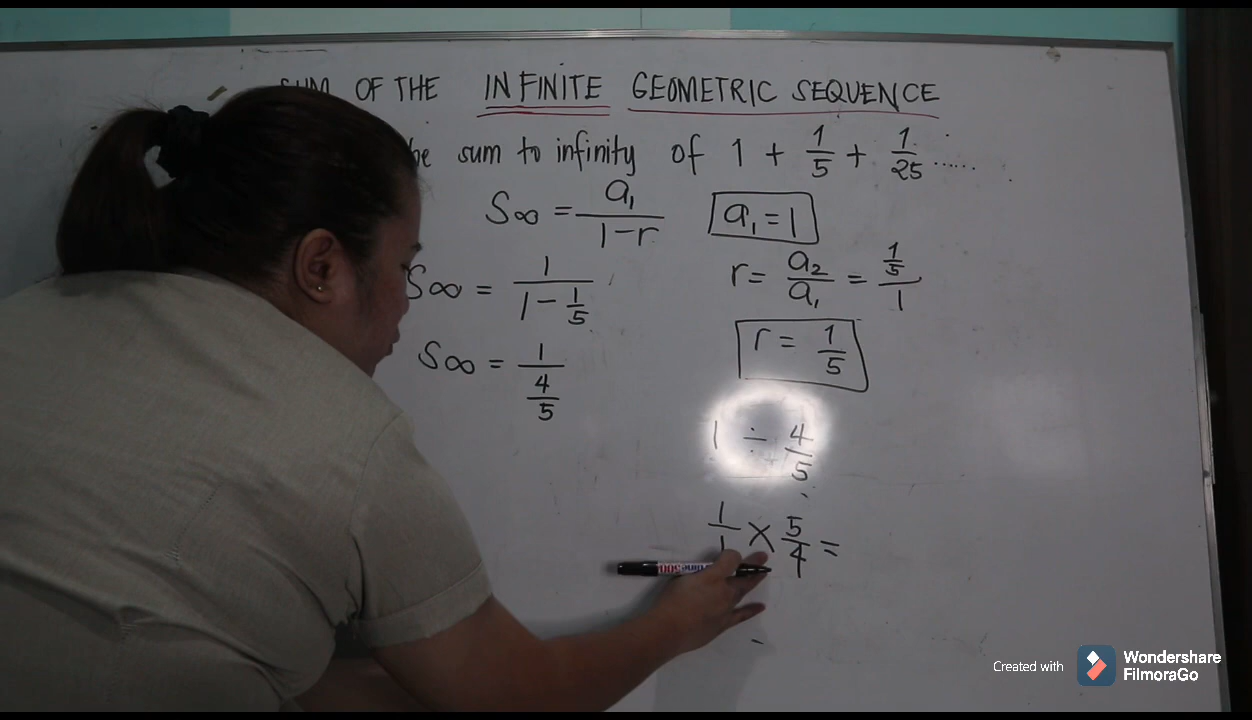 SUM OF THE INFINITE GEOMETRIC SEQUENCE
sum to infinity of 1 + 1/5 + 1/25 ......
S∞ = a₁/(1-r)
a₁ = 1
S∞ = 1/(1 - 1/5)
r = a₂/a₁ = (1/5)/1
S∞ = 1/(4/5)
r = 1/5
1 ÷ 4/5
1/1 × 5/4 =
Created with Wondershare FilmoraGo